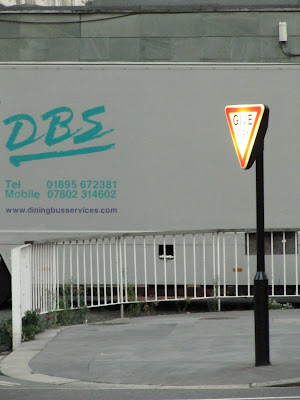 DBS
Tel 01895 672381
Mobile 07802 314602
www.diningbusservices.com
GIVE
WAY